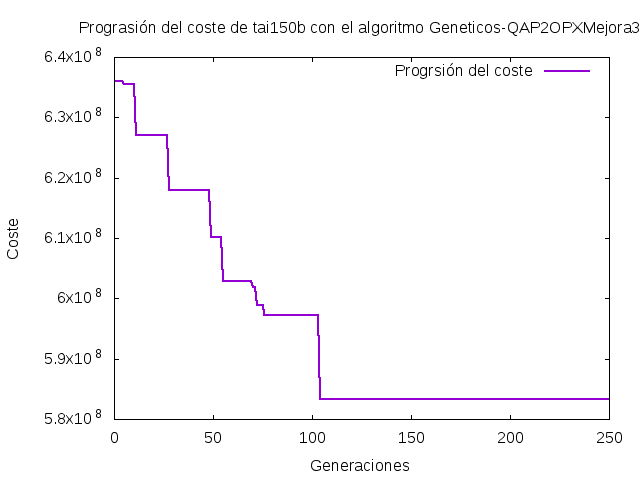 Prograsión del coste de tai150b con el algoritmo Geneticos-QAP2OPXMejora3
6.4x10^8
Progrsión del coste
6.3x10^8
6.2x10^8
6.1x10^8
Coste
6x10^8
5.9x10^8
5.8x10^8
0 50 100 150 200 250
Generaciones